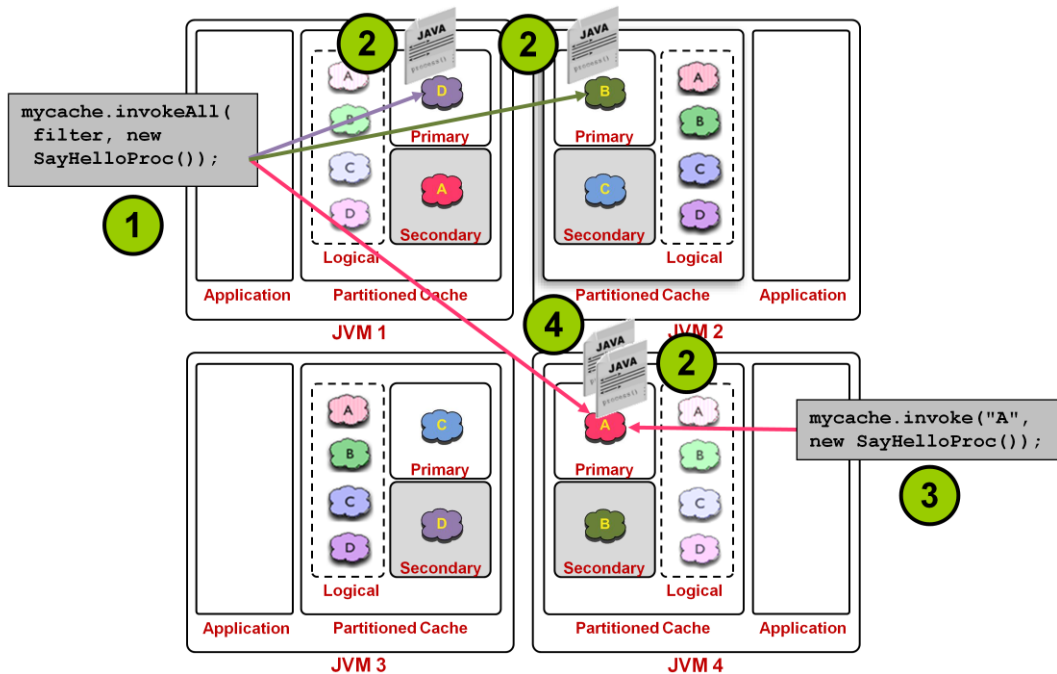 2
JAVA
2
JAVA
A
B
C
D
Logical
D
Primary
A
Secondary
B
Primary
C
Secondary
A
B
C
D
Logical
mycache.invokeAll(
filter, new
SayHelloProc());
1
Application
Partitioned Cache
JVM 1
Partitioned Cache
Application
JVM 2
4
JAVA
JAVA
2
A
B
C
D
Logical
C
Primary
D
Secondary
A
Primary
B
Secondary
A
B
C
D
Logical
mycache.invoke("A",
new SayHelloProc());
3
Application
Partitioned Cache
JVM 3
Partitioned Cache
Application
JVM 4